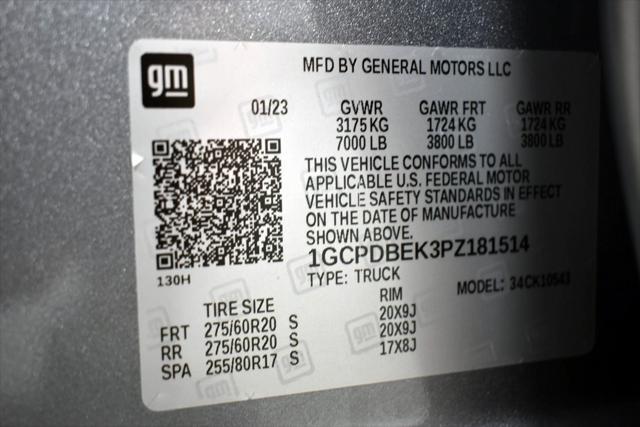 gm
MFD BY GENERAL MOTORS LLC
01/23 GVWR GAWR FRT GAWR RR
3175 KG 1724 KG 1724 KG
7000 LB 3800 LB 3800 LB
THIS VEHICLE CONFORMS TO ALL
APPLICABLE U.S. FEDERAL MOTOR
VEHICLE SAFETY STANDARDS IN EFFECT
ON THE DATE OF MANUFACTURE
SHOWN ABOVE.
1GCPDBEK3PZ181514
130H
TYPE: TRUCK MODEL: 34CK10543
TIRE SIZE RIM
FRT 275/60R20 S 20X9J
RR 275/60R20 S 20X9J
SPA 255/80R17 S 17X8J